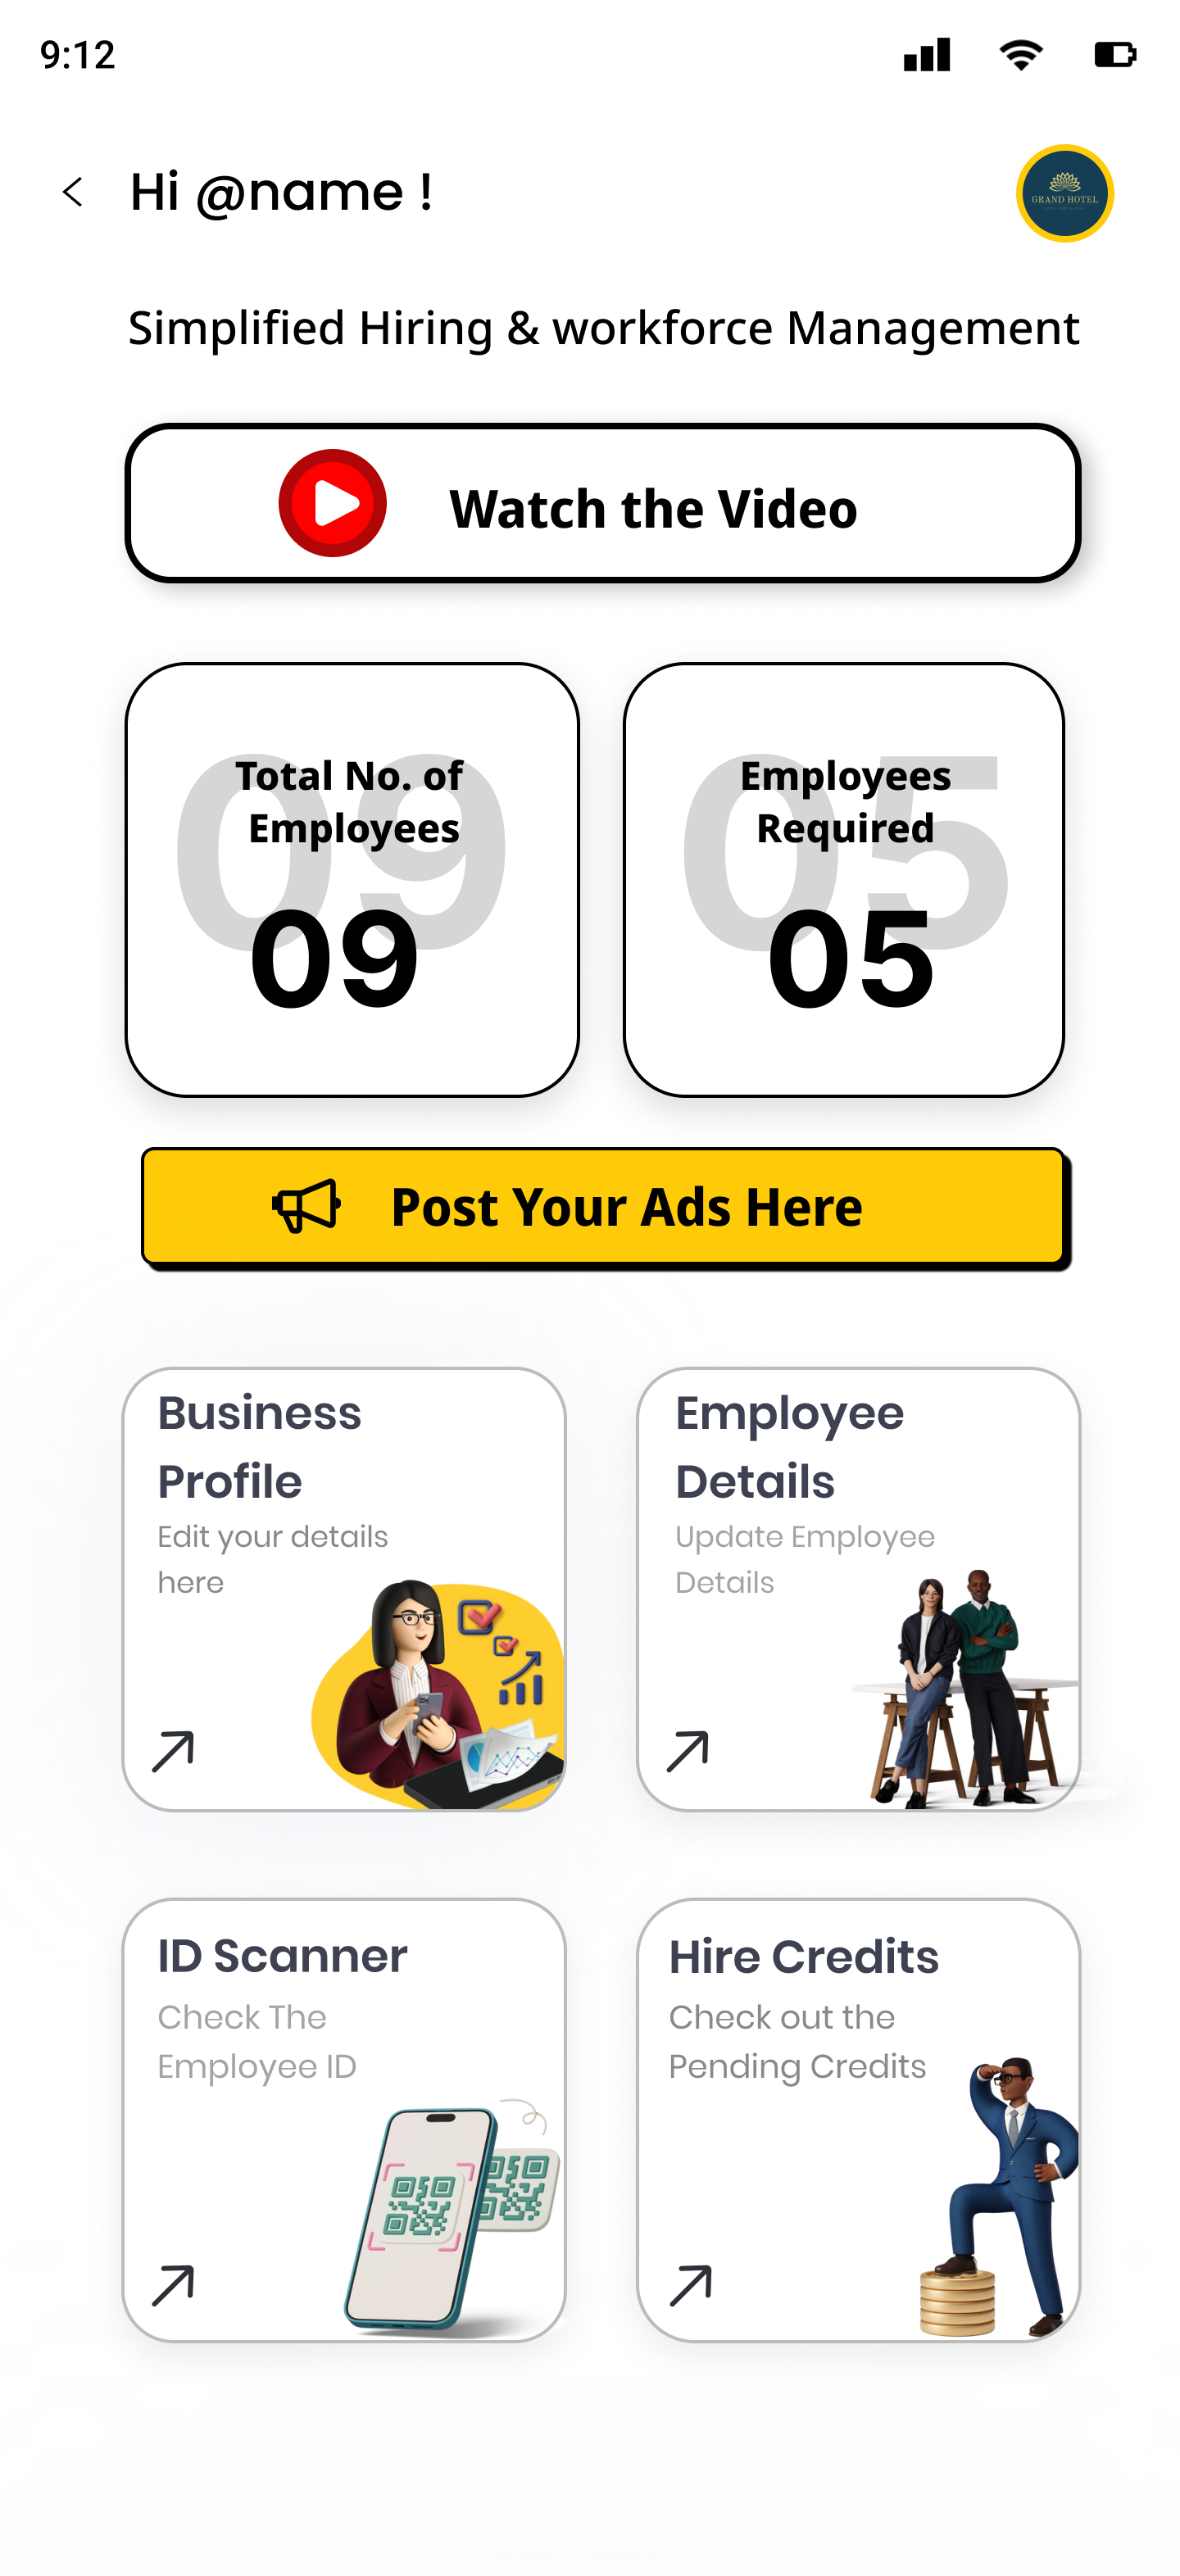 9:12
Hi @name !
GRAND HOTEL
Simplified Hiring & workforce Management
Watch the Video
09
Total No. of
Employees
09
05
Employees
Required
05
Post Your Ads Here
Business
Profile
Edit your details
here
Employee
Details
Update Employee
Details
ID Scanner
Check The
Employee ID
Hire Credits
Check out the
Pending Credits